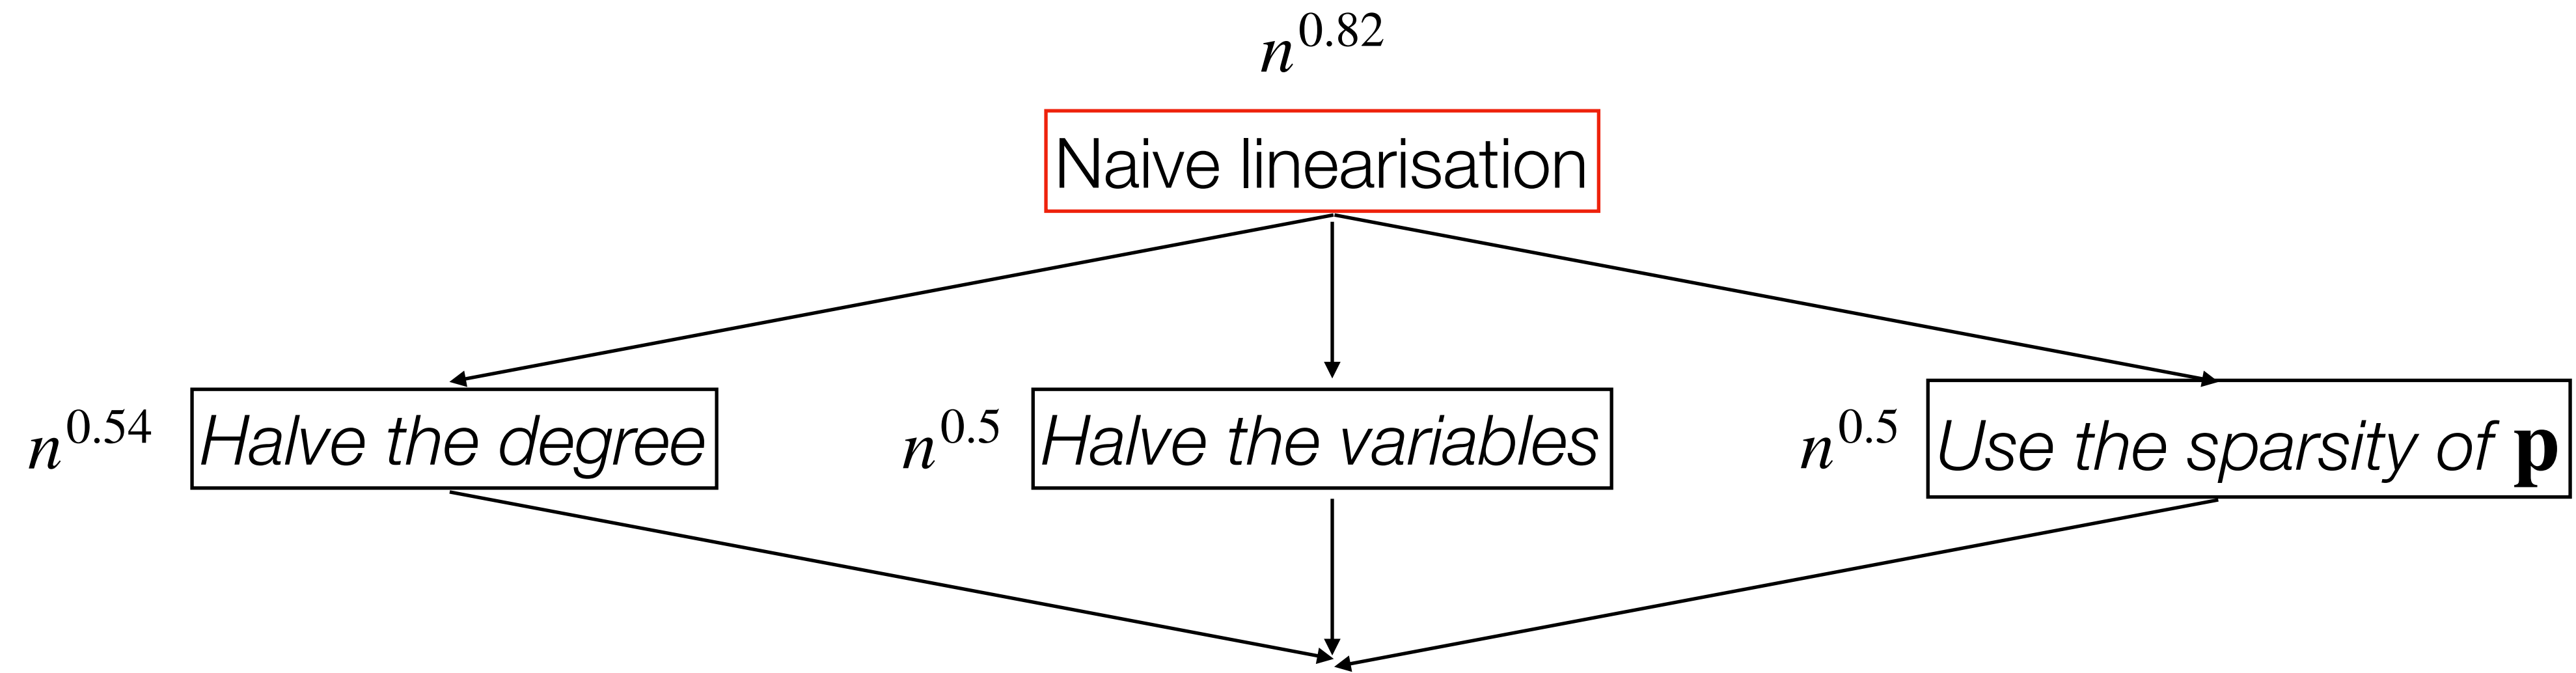 n^0.82
Naive linearisation
n^0.54 Halve the degree
n^0.5 Halve the variables
n^0.5 Use the sparsity of p